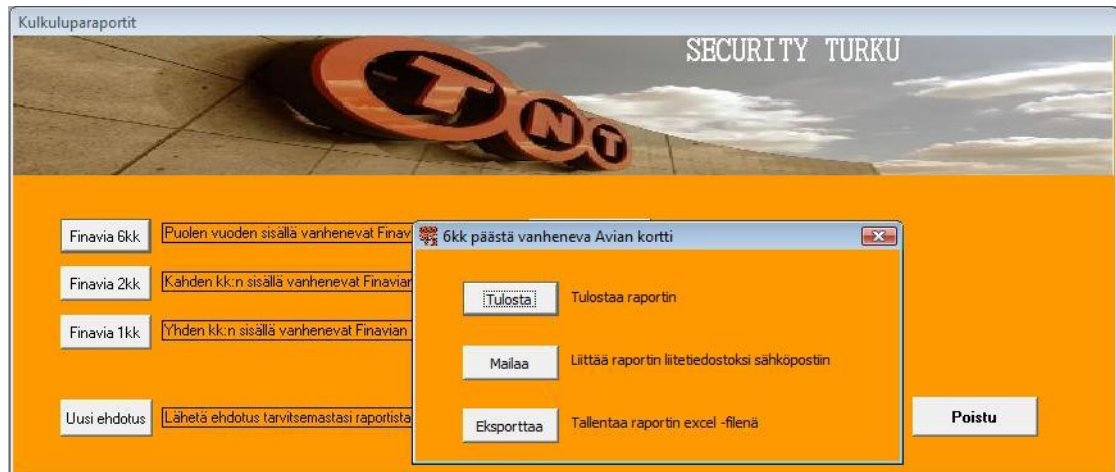 Kulkuluparaportit
SECURITY TURKU
TNT
Finavia 6kk
Puolen vuoden sisällä vanhenevat
6kk päästä vanheneva Avian kortti
Finavia 2kk
Kahden kk:n sisällä vanhenevat Finavian
Tulosta
Tulostaa raportin
Finavia 1kk
Yhden kk:n sisällä vanhenevat Finavian
Mailaa
Liittää raportin liitetiedostoksi sähköpostiin
Uusi ehdotus
Lähetä ehdotus tarvitsemastasi raportista
Eksporttaa
Tallentaa raportin excel -filenä
Poistu